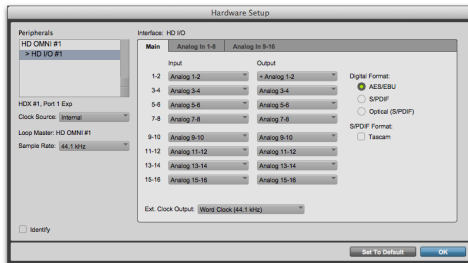 Hardware Setup
Peripherals
HD OMNI #1
> HD I/O #1
HDX #1, Port 1 Exp
Clock Source: Internal
Loop Master: HD OMNI #1
Sample Rate: 44.1 kHz
Identify
Interface: HD I/O
Main Analog In 1-8 Analog In 9-16
Input Output
1-2 Analog 1-2 + Analog 1-2
3-4 Analog 3-4 Analog 3-4
5-6 Analog 5-6 Analog 5-6
7-8 Analog 7-8 Analog 7-8
9-10 Analog 9-10 Analog 9-10
11-12 Analog 11-12 Analog 11-12
13-14 Analog 13-14 Analog 13-14
15-16 Analog 15-16 Analog 15-16
Ext. Clock Output: Word Clock (44.1 kHz)
Digital Format:
AES/EBU
S/PDIF
Optical (S/PDIF)
S/PDIF Format:
Tascam
Set To Default OK